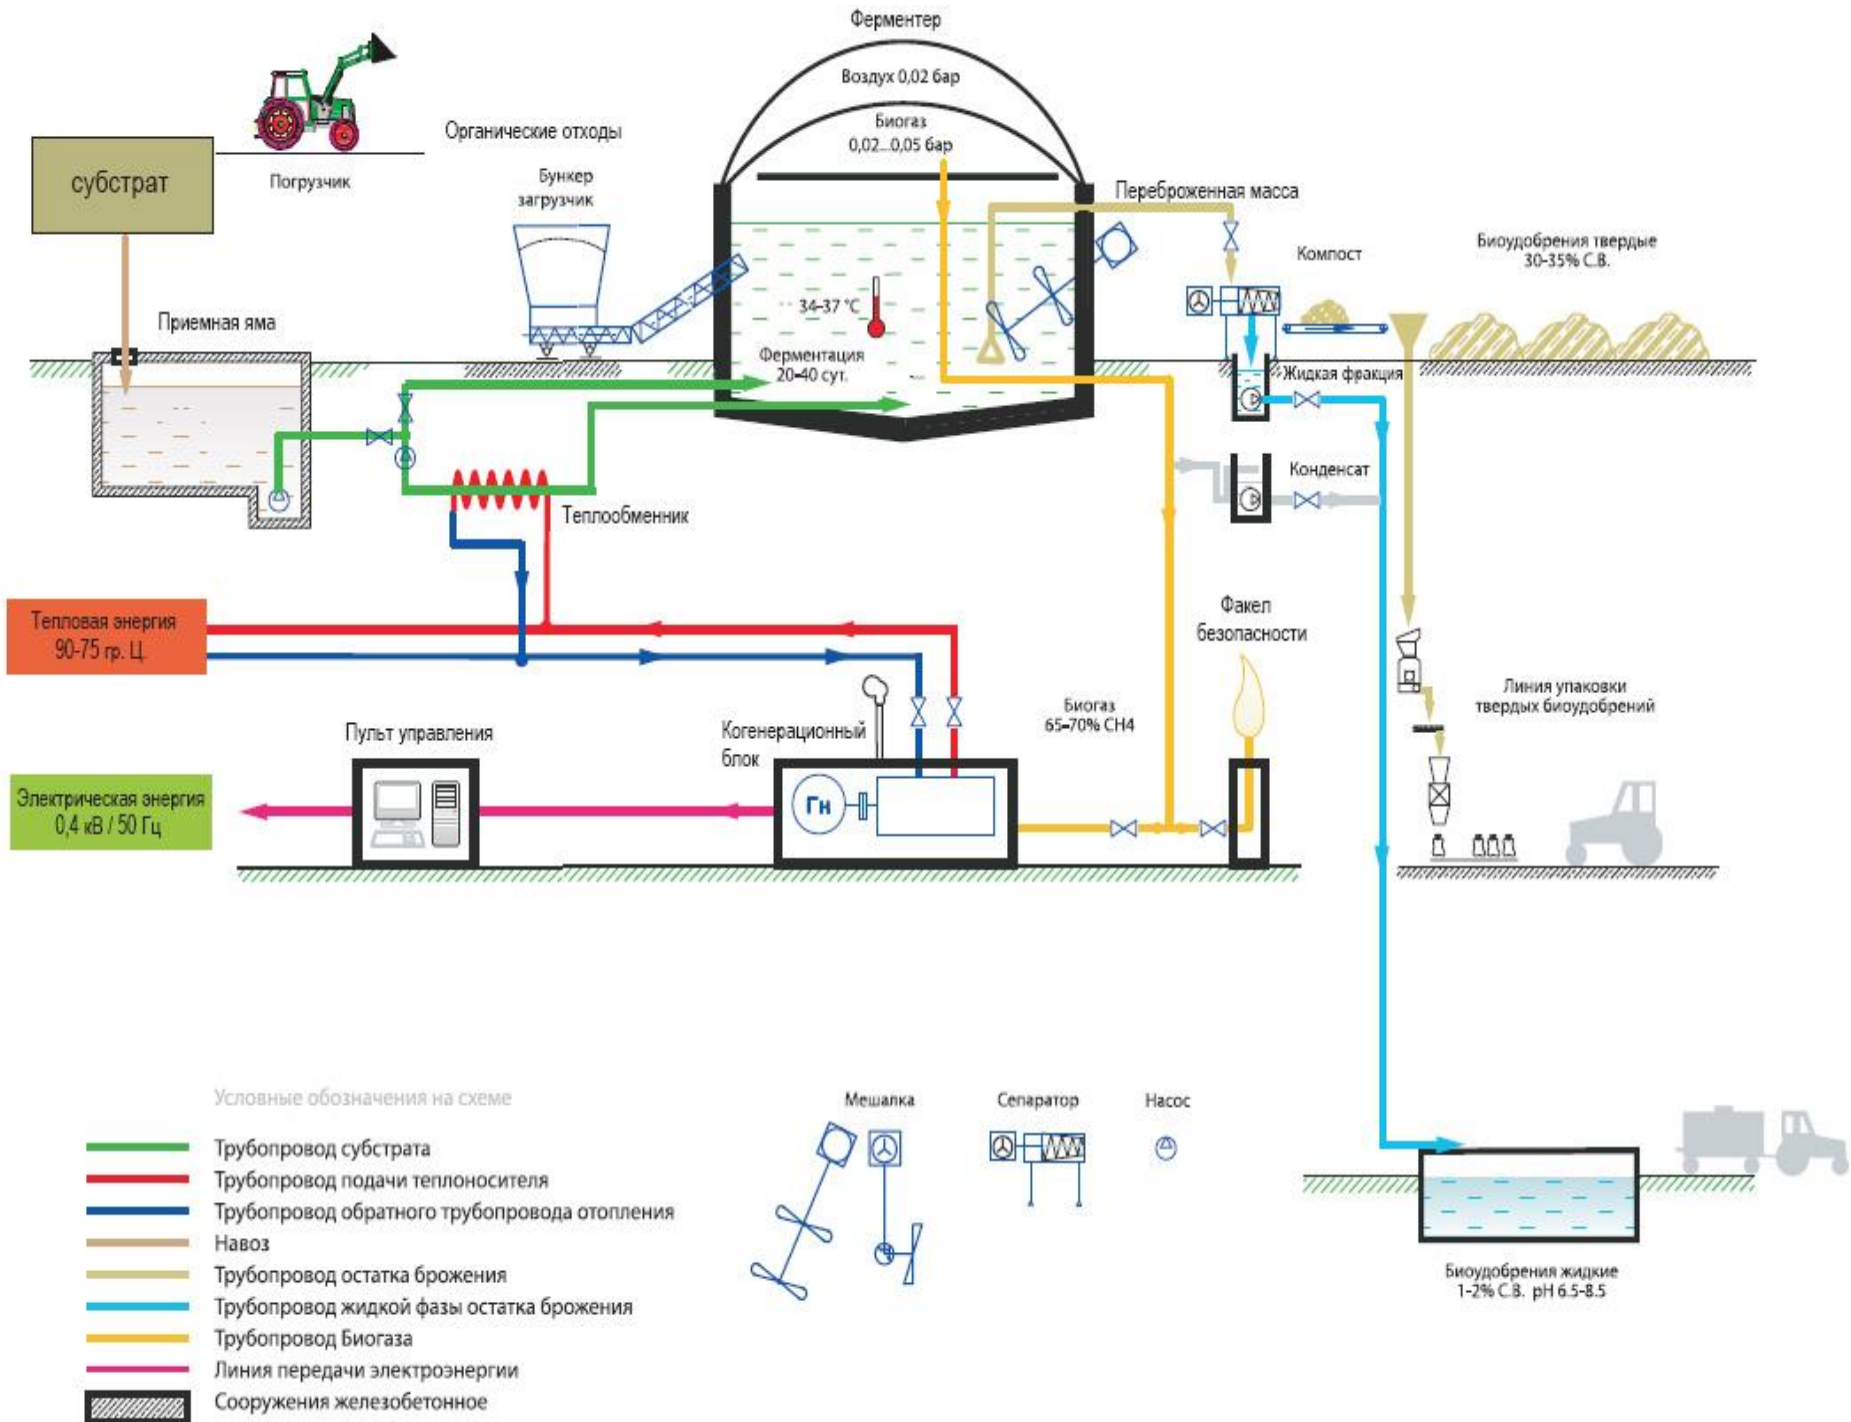 Ферментер
Воздух 0,02 бар
Биогаз
0,02...0,05 бар
Органические отходы
субстрат
Погрузчик
Бункер
загрузчик
Переброженная масса
Компост
Биоудобрения твердые
30-35% С.В.
34-37 °С
Приемная яма
Ферментация
20-40 сут.
Жидкая фракция
Конденсат
Теплообменник
Тепловая энергия
90-75 гр. Ц.
Факел
безопасности
Биогаз
65-70% CH4
Линия упаковки
твердых биоудобрений
Пульт управления
Когенерационный
блок
Электрическая энергия
0,4 кВ / 50 Гц
Гн
Условные обозначения на схеме
Мешалка
Сепаратор
Насос
Трубопровод субстрата
Трубопровод подачи теплоносителя
Трубопровод обратного трубопровода отопления
Навоз
Трубопровод остатка брожения
Трубопровод жидкой фазы остатка брожения
Трубопровод Биогаза
Линия передачи электроэнергии
Сооружения железобетонное
Биоудобрения жидкие
1-2% С.В. pH 6.5-8.5